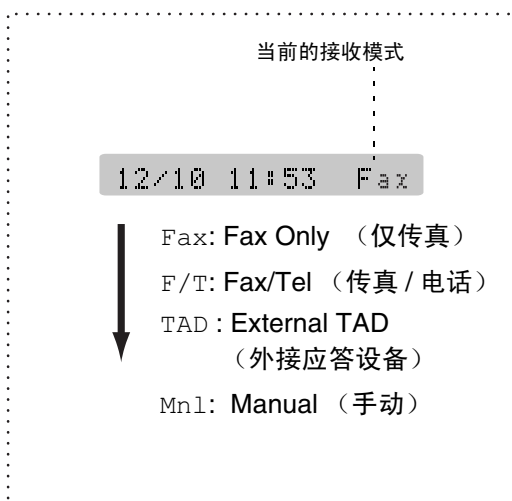 当前的接收模式
12/10 11:53 Fax
Fax: Fax Only （仅传真）
F/T: Fax/Tel （传真 / 电话）
TAD : External TAD
（外接应答设备）
Mnl: Manual （手动）